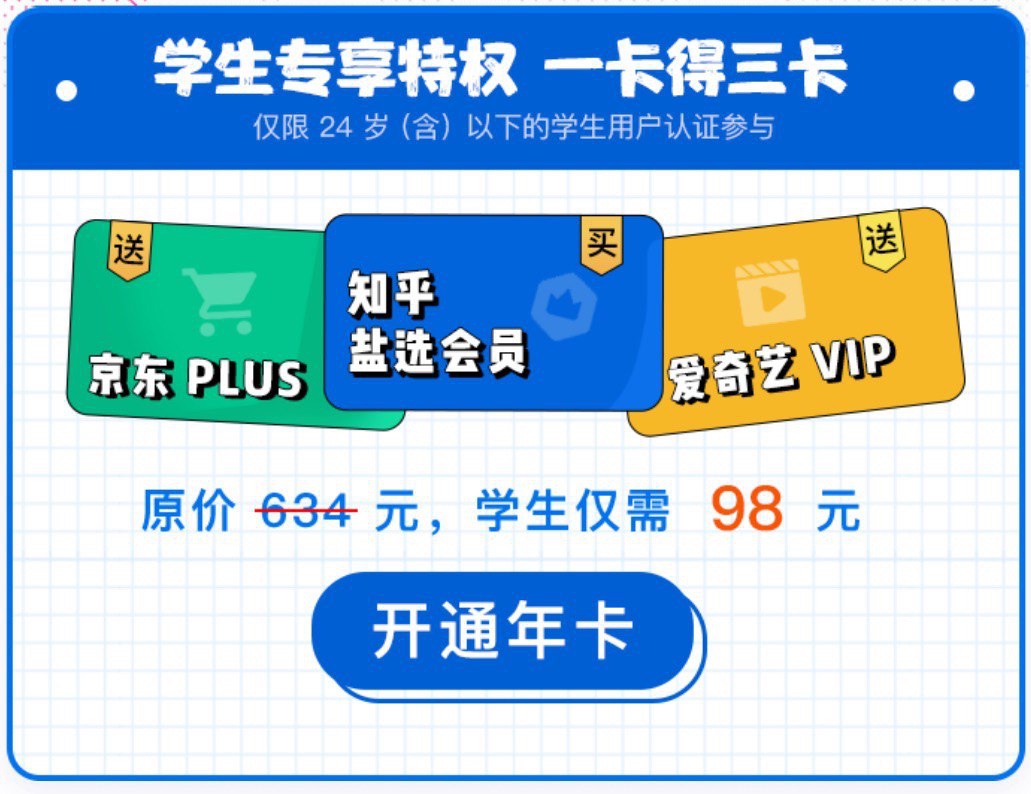 学生专享特权 一卡得三卡
仅限 24 岁（含）以下的学生用户认证参与
送
京东 PLUS
买
知乎
盐选会员
送
爱奇艺 VIP
原价 634 元，学生仅需 98 元
开通年卡